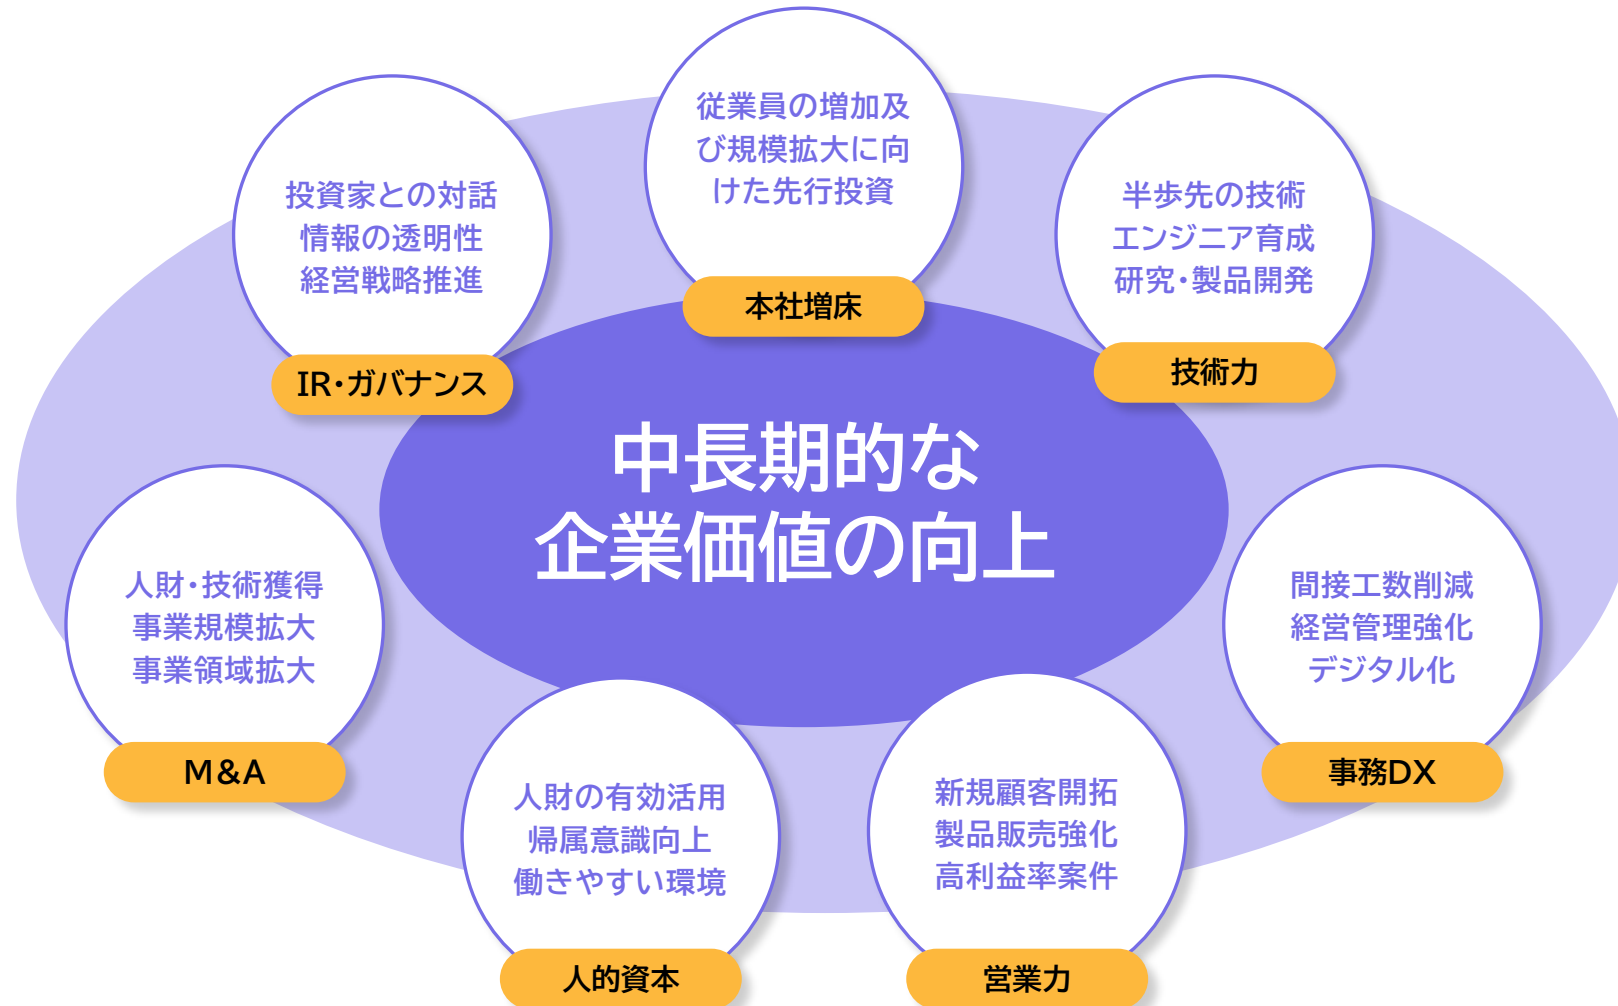 従業員の増加及
び規模拡大に向
けた先行投資
本社増床
投資家との対話
情報の透明性
経営戦略推進
IR・ガバナンス
半歩先の技術
エンジニア育成
研究・製品開発
技術力
中長期的な
企業価値の向上
人財・技術獲得
事業規模拡大
事業領域拡大
M&A
間接工数削減
経営管理強化
デジタル化
事務DX
人財の有効活用
帰属意識向上
働きやすい環境
人的資本
新規顧客開拓
製品販売強化
高利益率案件
営業力